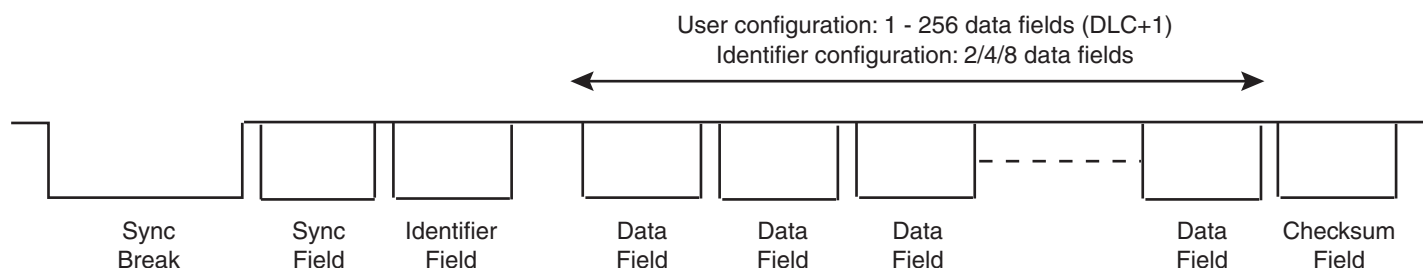 User configuration: 1 - 256 data fields (DLC+1)
Identifier configuration: 2/4/8 data fields
Sync
Break
Sync
Field
Identifier
Field
Data
Field
Data
Field
Data
Field
Data
Field
Checksum
Field